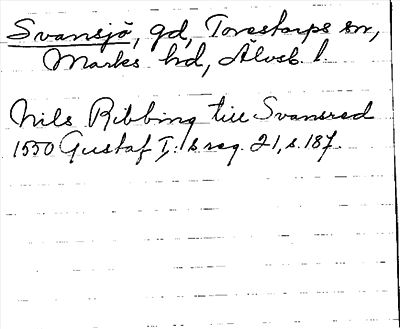 Svansjö, gd, Torestorps sn,
Marks hd, Älvsb. l.
Nils Ribbing till Svansred
1550 Gustaf I:s reg. 21, s. 187.